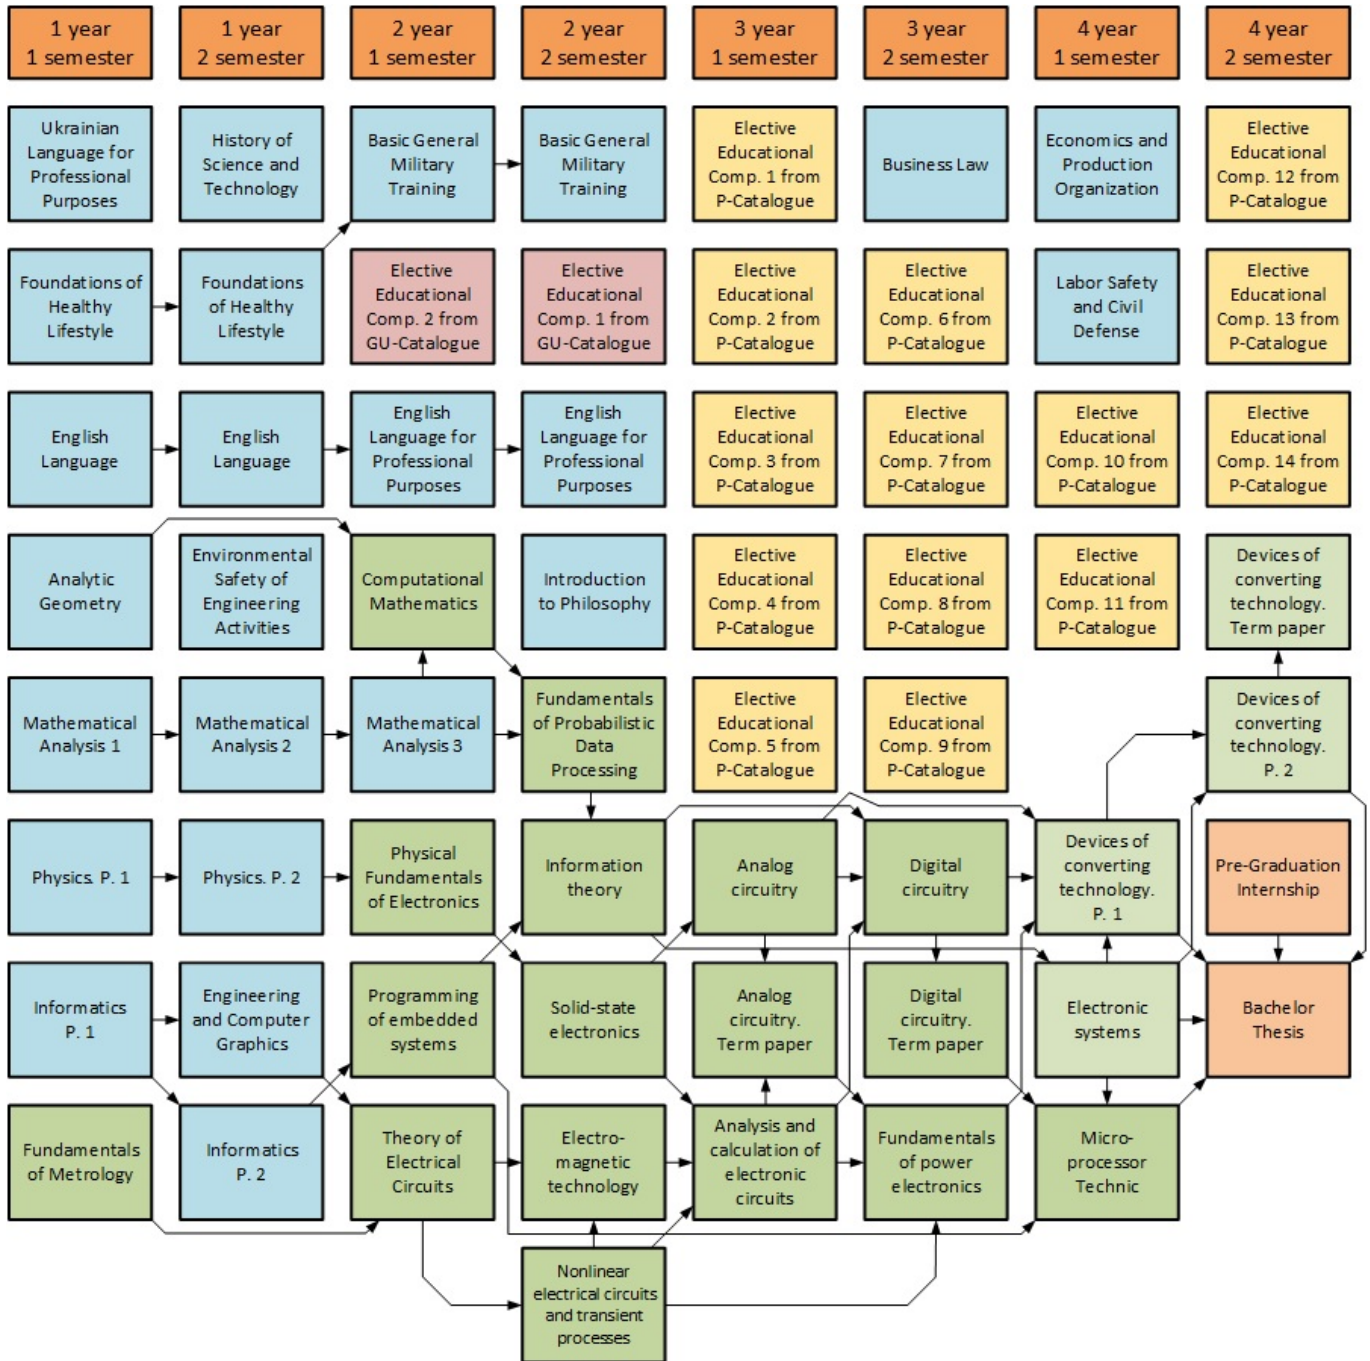 1 year
1 semester
1 year
2 semester
2 year
1 semester
2 year
2 semester
3 year
1 semester
3 year
2 semester
4 year
1 semester
4 year
2 semester
Ukrainian
Language for
Professional
Purposes
History of
Science and
Technology
Basic General
Military
Training
Basic General
Military
Training
Elective
Educational
Comp. 1 from
P-Catalogue
Business Law
Economics and
Production
Organization
Elective
Educational
Comp. 12 from
P-Catalogue
Foundations of
Healthy
Lifestyle
Foundations
of Healthy
Lifestyle
Elective
Educational
Comp. 2 from
GU-Catalogue
Elective
Educational
Comp. 1 from
GU-Catalogue
Elective
Educational
Comp. 2 from
P-Catalogue
Elective
Educational
Comp. 6 from
P-Catalogue
Labor Safety
and Civil
Defense
Elective
Educational
Comp. 13 from
P-Catalogue
English
Language
English
Language
English
Language for
Professional
Purposes
English
Language for
Professional
Purposes
Elective
Educational
Comp. 3 from
P-Catalogue
Elective
Educational
Comp. 7 from
P-Catalogue
Elective
Educational
Comp. 10 from
P-Catalogue
Elective
Educational
Comp. 14 from
P-Catalogue
Analytic
Geometry
Environmental
Safety of
Engineering
Activities
Computational
Mathematics
Introduction
to Philosophy
Elective
Educational
Comp. 4 from
P-Catalogue
Elective
Educational
Comp. 8 from
P-Catalogue
Elective
Educational
Comp. 11 from
P-Catalogue
Devices of
converting
technology.
Term paper
Mathematical
Analysis 1
Mathematical
Analysis 2
Mathematical
Analysis 3
Fundamentals
of Probabilistic
Data
Processing
Elective
Educational
Comp. 5 from
P-Catalogue
Elective
Educational
Comp. 9 from
P-Catalogue
Devices of
converting
technology.
P. 2
Physics. P. 1
Physics. P. 2
Physical
Fundamentals
of Electronics
Information
theory
Analog
circuitry
Digital
circuitry
Devices of
converting
technology.
P. 1
Pre-Graduation
Internship
Informatics
P. 1
Engineering
and Computer
Graphics
Programming
of embedded
systems
Solid-state
electronics
Analog
circuitry.
Term paper
Digital
circuitry.
Term paper
Electronic
systems
Bachelor
Thesis
Fundamentals
of Metrology
Informatics
P. 2
Theory of
Electrical
Circuits
Electro-
magnetic
technology
Analysis and
calculation of
electronic
circuits
Fundamentals
of power
electronics
Micro-
processor
Technic
Nonlinear
electrical circuits
and transient
processes